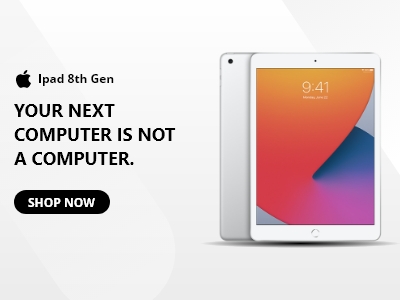 Ipad 8th Gen
YOUR NEXT
COMPUTER IS NOT
A COMPUTER.
SHOP NOW
9:41